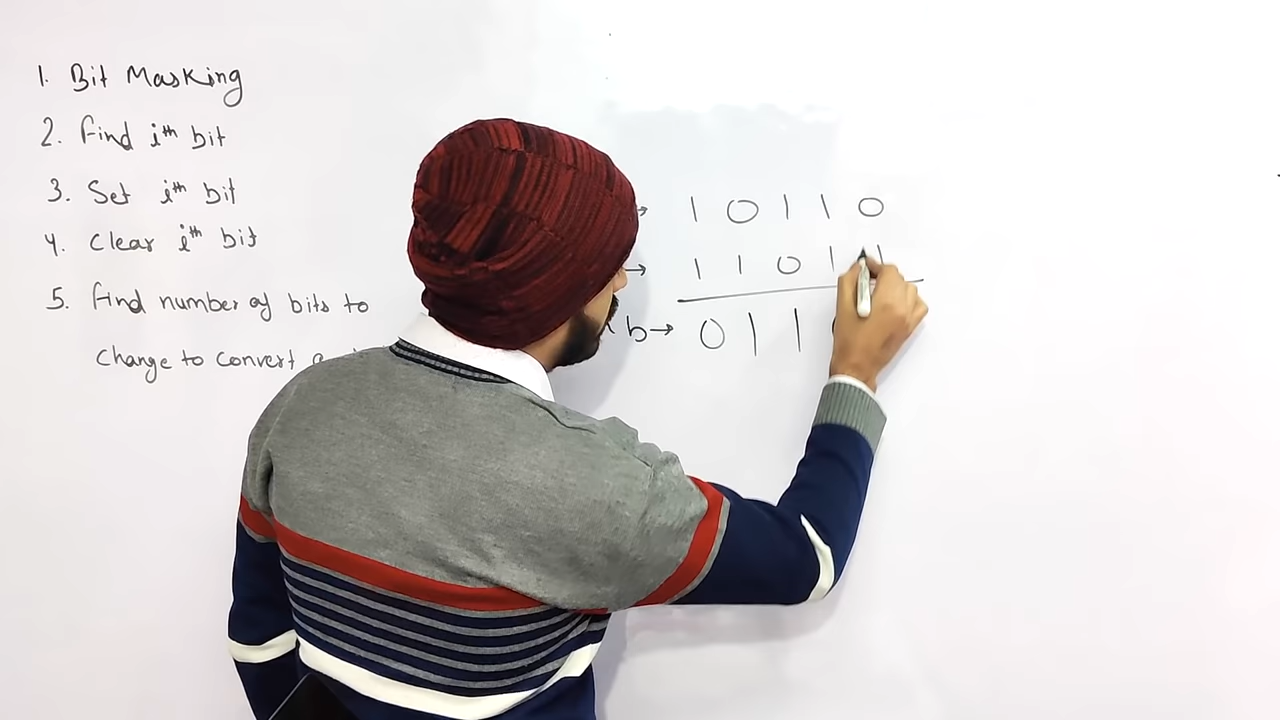 1. Bit Masking
2. Find ith bit
3. Set ith bit
4. Clear ith bit
5. Find number of bits to
change to convert a
→ 1 0 1 1 0
→ 1 1 0 1 1
b→ 0 1 1